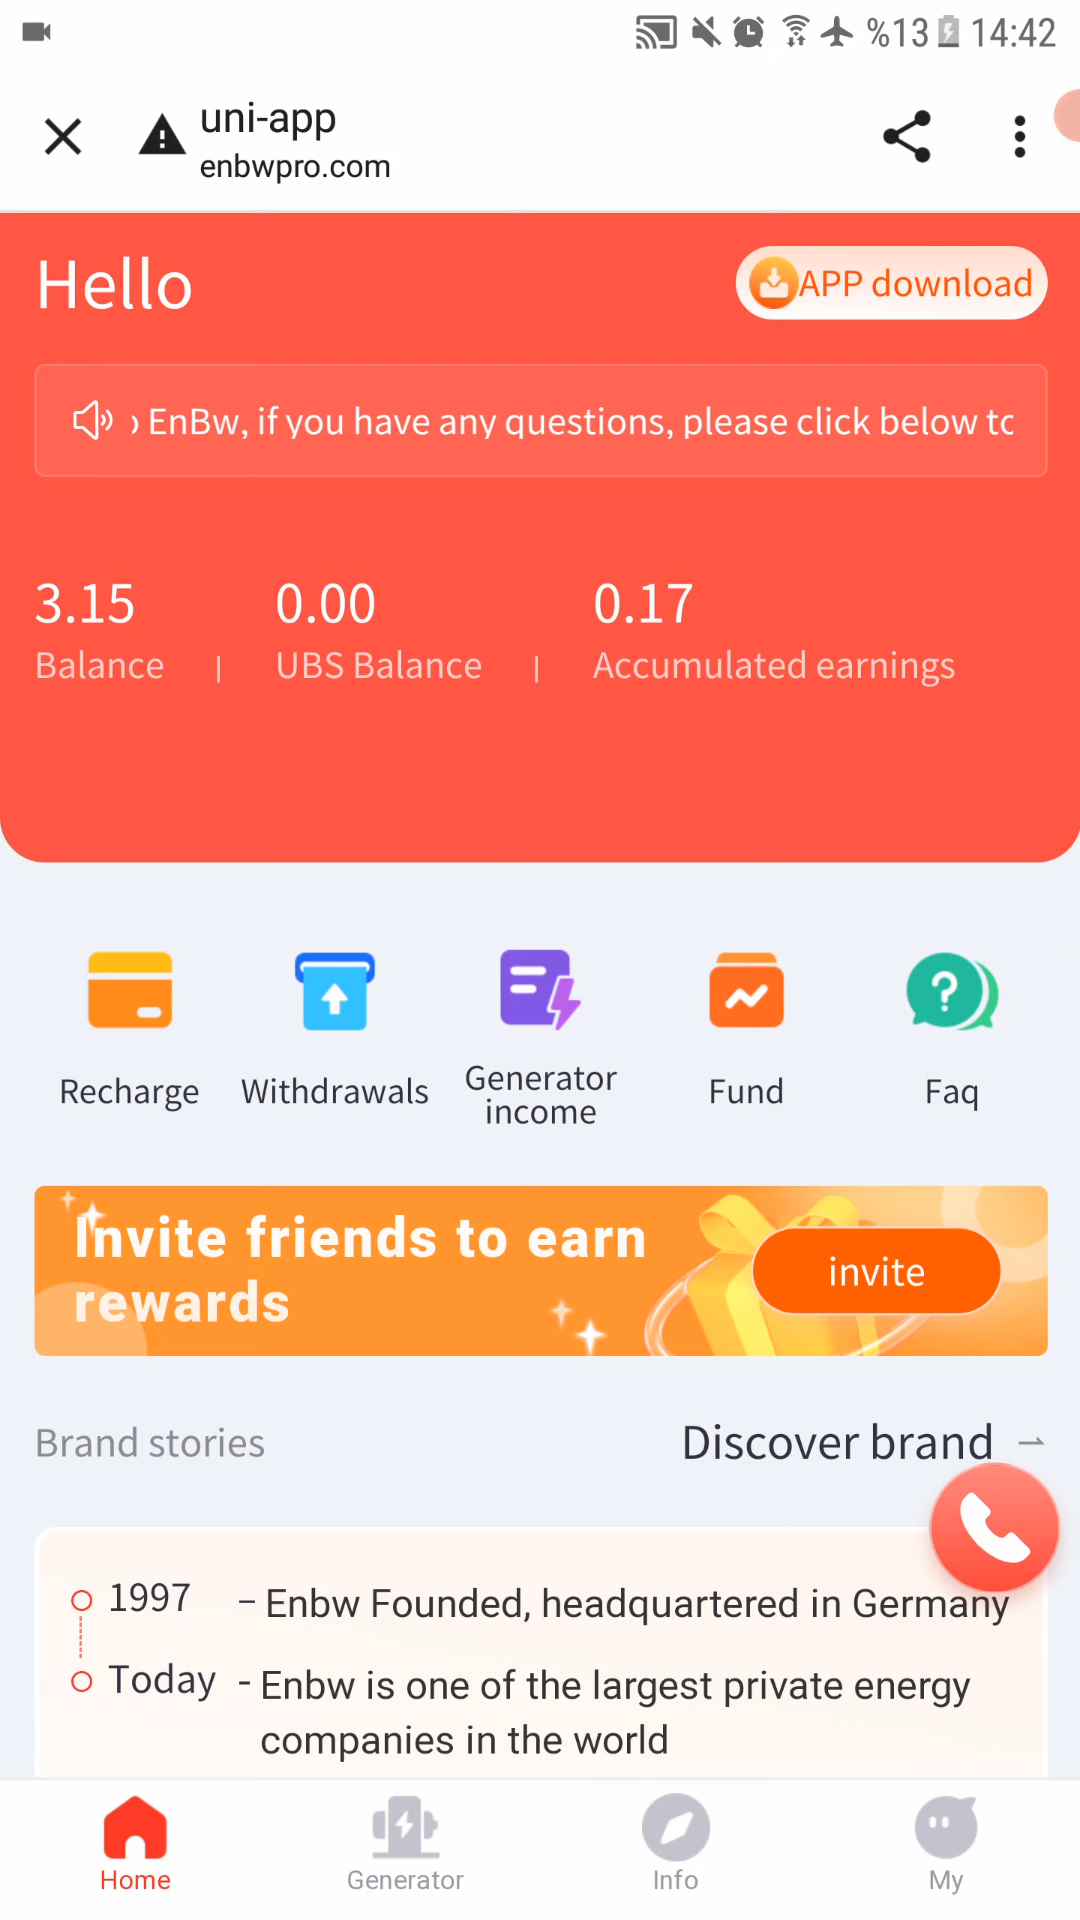 %13 14:42
uni-app
enbwpro.com
Hello
APP download
EnBw, if you have any questions, please click below to
3.15 0.00 0.17
Balance | UBS Balance | Accumulated earnings
Recharge Withdrawals Generator income Fund Faq
Invite friends to earn
rewards
invite
Brand stories Discover brand
1997 – Enbw Founded, headquartered in Germany
Today - Enbw is one of the largest private energy
companies in the world
Home Generator Info My